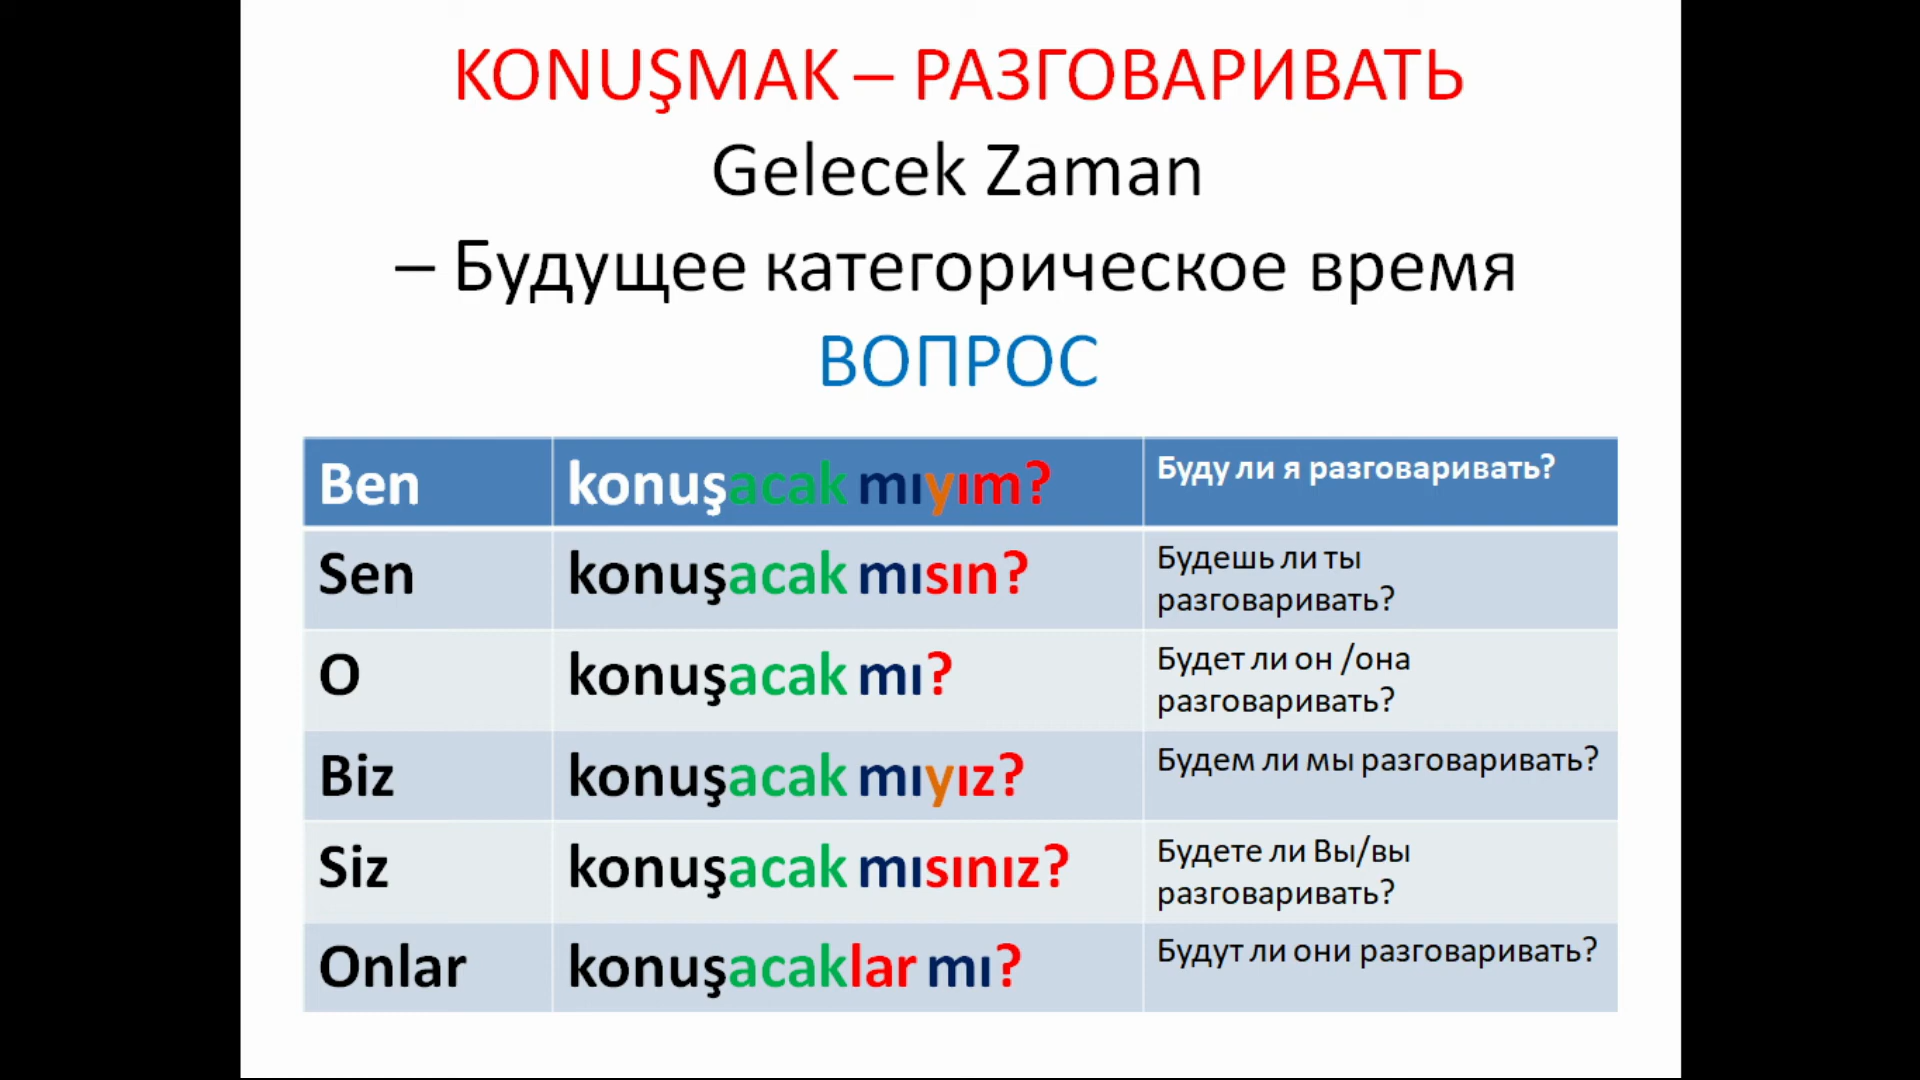 KONUŞMAK – РАЗГОВАРИВАТЬ
Gelecek Zaman
– Будущее категорическое время
ВОПРОС
Ben konuşacak mıyım? Буду ли я разговаривать?
Sen konuşacak mısın? Будешь ли ты
разговаривать?
O konuşacak mı? Будет ли он /она
разговаривать?
Biz konuşacak mıyız? Будем ли мы разговаривать?
Siz konuşacak mısınız? Будете ли Вы/вы
разговаривать?
Onlar konuşacaklar mı? Будут ли они разговаривать?